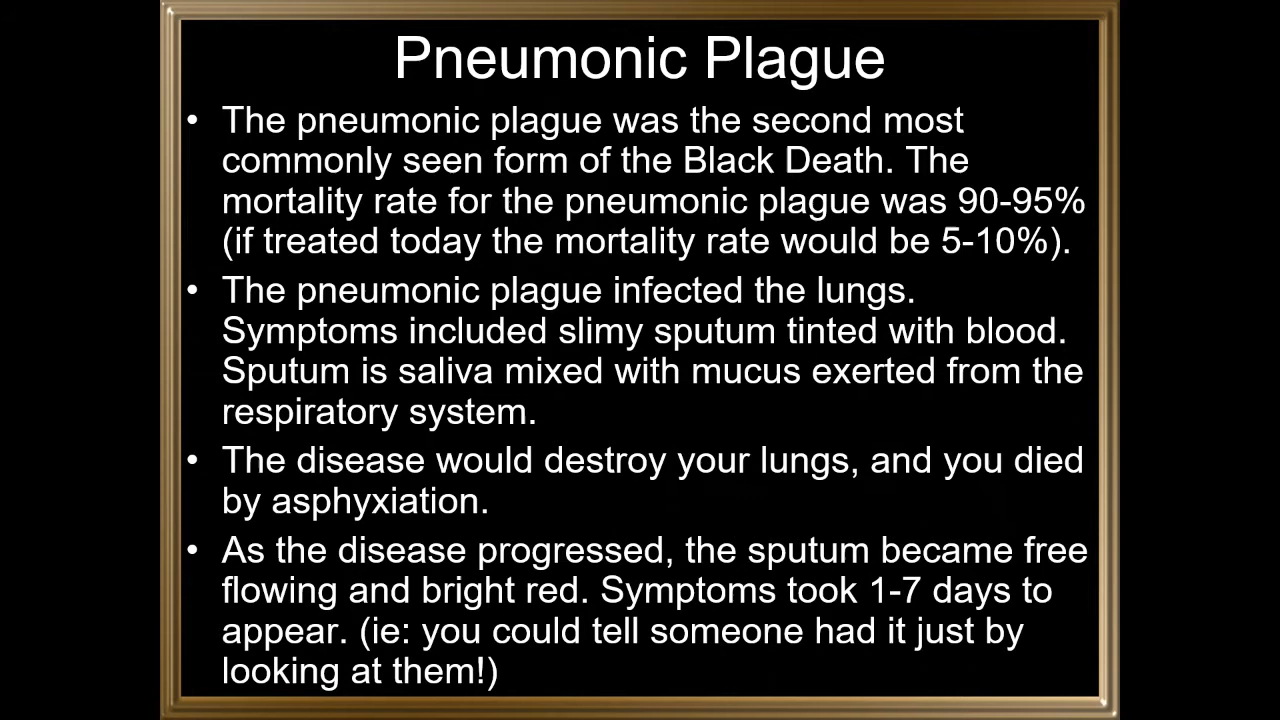 Pneumonic Plague
• The pneumonic plague was the second most
commonly seen form of the Black Death. The
mortality rate for the pneumonic plague was 90-95%
(if treated today the mortality rate would be 5-10%).
• The pneumonic plague infected the lungs.
Symptoms included slimy sputum tinted with blood.
Sputum is saliva mixed with mucus exerted from the
respiratory system.
• The disease would destroy your lungs, and you died
by asphyxiation.
• As the disease progressed, the sputum became free
flowing and bright red. Symptoms took 1-7 days to
appear. (ie: you could tell someone had it just by
looking at them!)